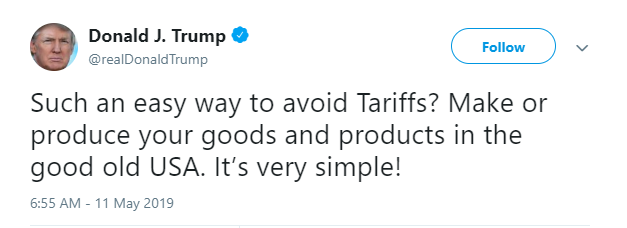 Donald J. Trump
@realDonaldTrump
Follow
Such an easy way to avoid Tariffs? Make or
produce your goods and products in the
good old USA. It’s very simple!
6:55 AM - 11 May 2019